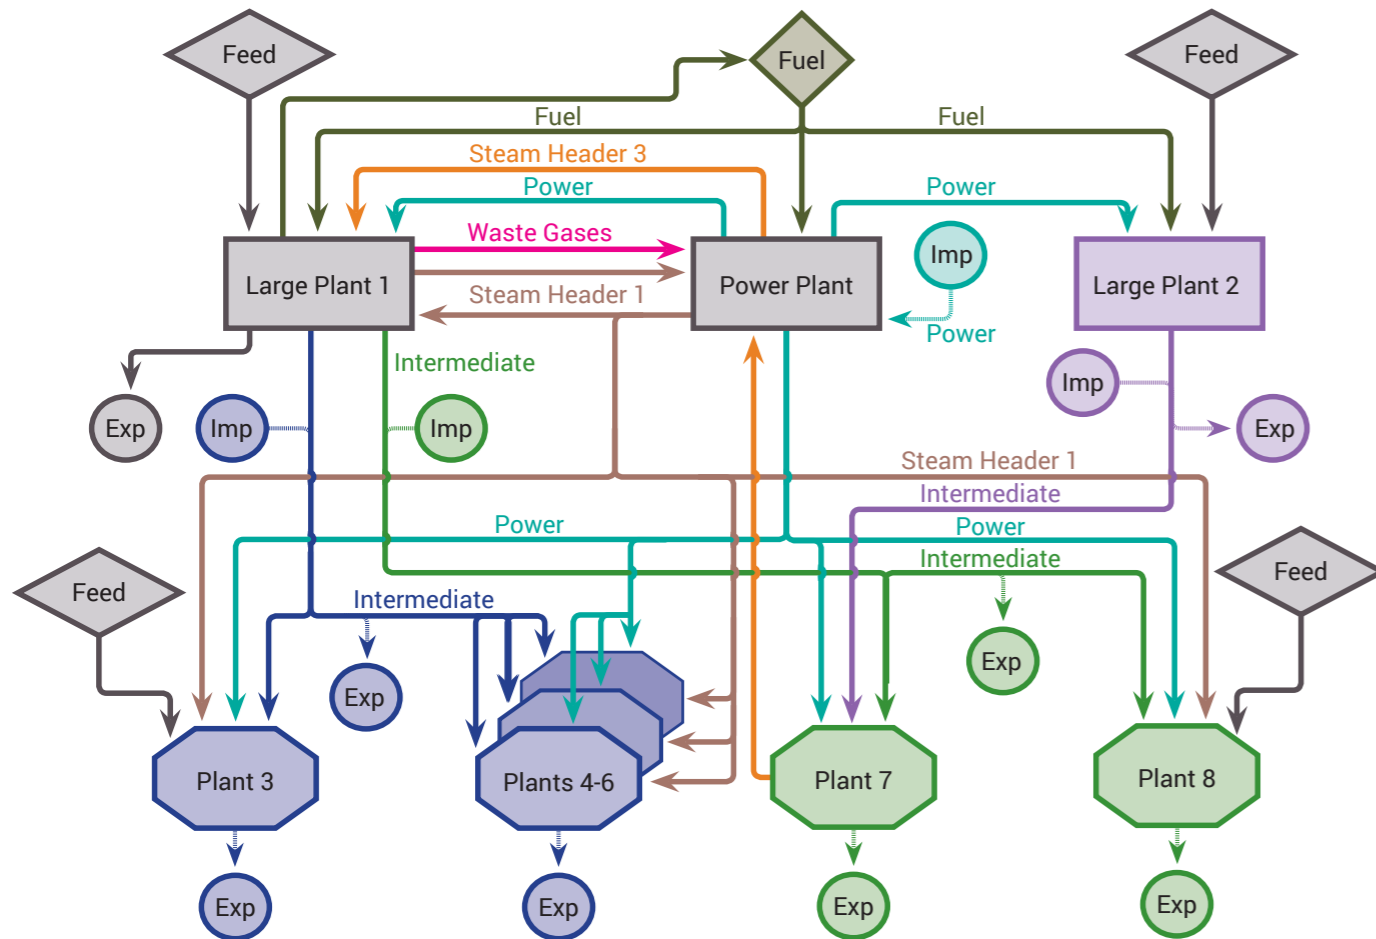 Feed
Fuel
Feed
Fuel
Fuel
Steam Header 3
Power
Power
Waste Gases
Imp
Large Plant 1
Steam Header 1
Power Plant
Large Plant 2
Power
Intermediate
Imp
Exp
Imp
Imp
Exp
Steam Header 1
Intermediate
Power
Power
Intermediate
Feed
Feed
Intermediate
Exp
Exp
Plant 3
Plants 4-6
Plant 7
Plant 8
Exp
Exp
Exp
Exp